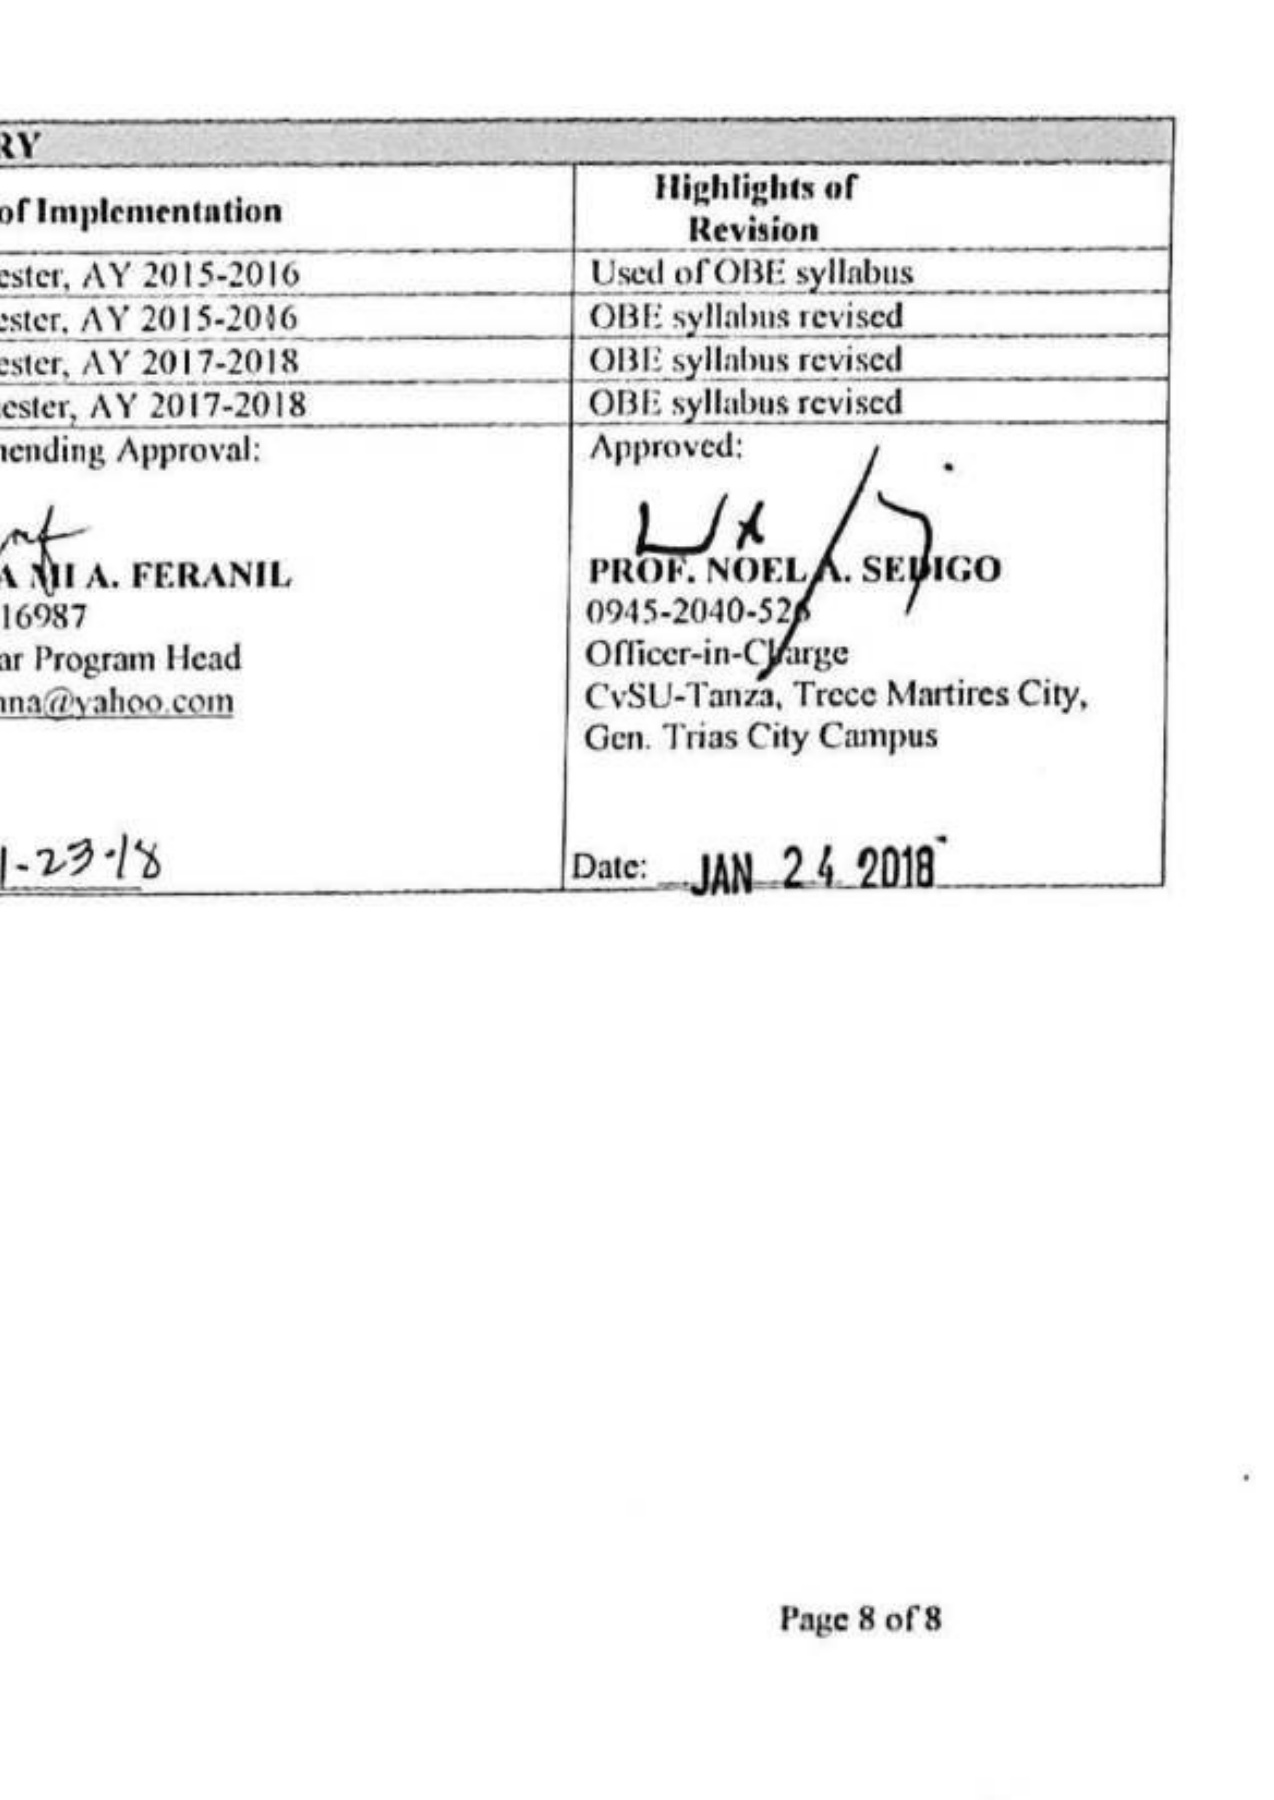 RY
of Implementation
Highlights of
Revision
ester, AY 2015-2016
Used of OBE syllabus
ester, AY 2015-2016
OBE syllabus revised
ester, AY 2017-2018
OBE syllabus revised
ester, AY 2017-2018
OBE syllabus revised
ending Approval:
A. FERANIL
16987
ar Program Head
nna@yahoo.com
1-23-18
Approved:
PROF. NOEL A. SEDIGO
0945-2040-526
Officer-in-Charge
CvSU-Tanza, Trece Martires City,
Gen. Trias City Campus
Date: JAN 24 2018
Page 8 of 8